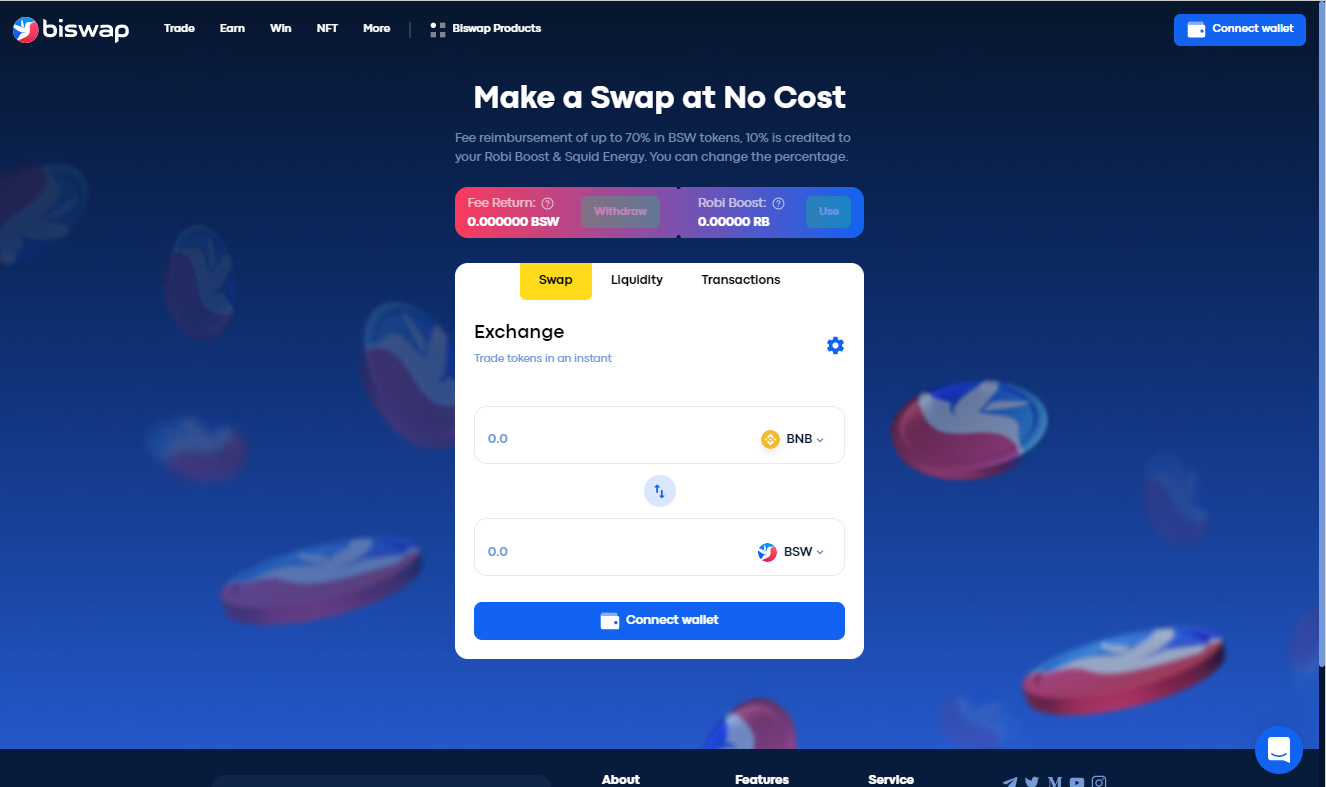 biswap
Trade Earn Win NFT More Biswap Products Connect wallet
Make a Swap at No Cost
Fee reimbursement of up to 70% in BSW tokens, 10% is credited to
your Robi Boost & Squid Energy. You can change the percentage.
Fee Return: ?
0.000000 BSW
Withdraw
Robi Boost: ?
0.00000 RB
Use
Swap Liquidity Transactions
Exchange
Trade tokens in an instant
0.0 BNB
0.0 BSW
Connect wallet
About Features Service